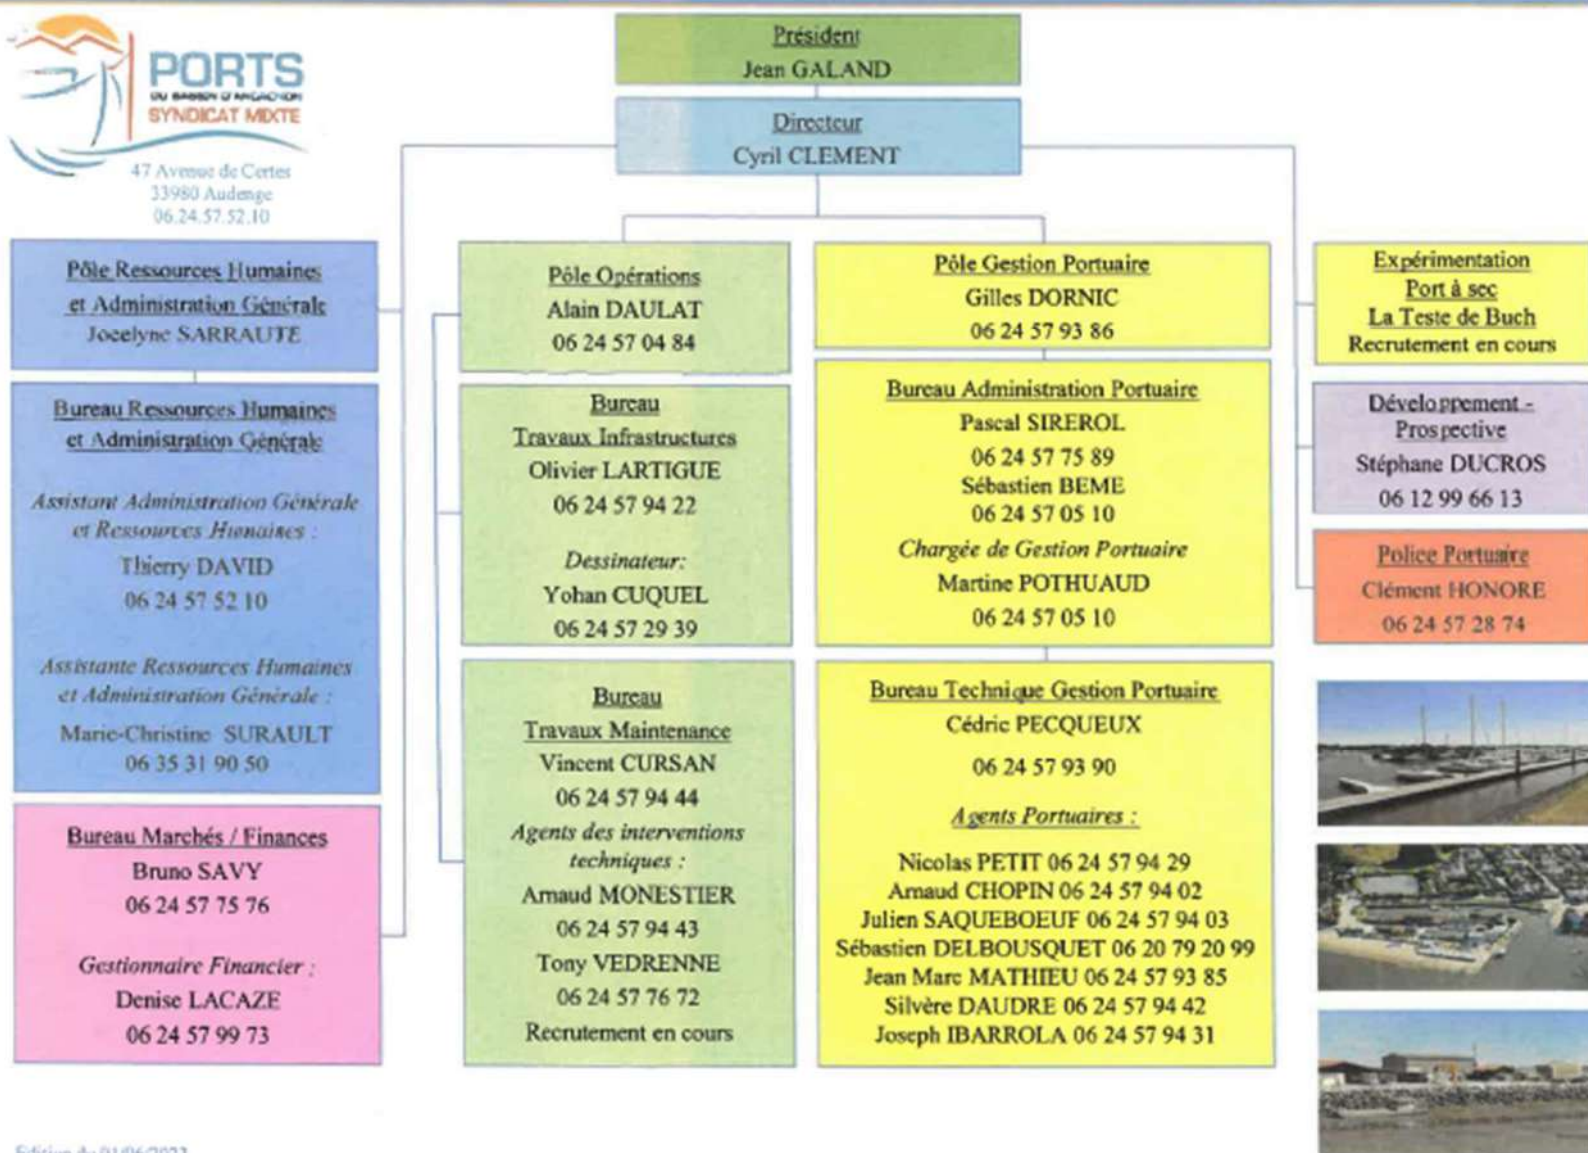 PORTS
DU BASSIN D'ARCACHON
SYNDICAT MIXTE
47 Avenue de Certes
33980 Audenge
06.24.57.52.10
Président
Jean GALAND
Directeur
Cyril CLEMENT
Pôle Ressources Humaines
et Administration Générale
Jocelyne SARRAUTE
Bureau Ressources Humaines
et Administration Générale
Assistant Administration Générale
et Ressources Humaines :
Thierry DAVID
06 24 57 52 10
Assistante Ressources Humaines
et Administration Générale :
Marie-Christine SURAULT
06 35 31 90 50
Bureau Marchés / Finances
Bruno SAVY
06 24 57 75 76
Gestionnaire Financier :
Denise LACAZE
06 24 57 99 73
Pôle Opérations
Alain DAULAT
06 24 57 04 84
Bureau
Travaux Infrastructures
Olivier LARTIGUE
06 24 57 94 22
Dessinateur:
Yohan CUQUEL
06 24 57 29 39
Bureau
Travaux Maintenance
Vincent CURSAN
06 24 57 94 44
Agents des interventions
techniques :
Arnaud MONESTIER
06 24 57 94 43
Tony VEDRENNE
06 24 57 76 72
Recrutement en cours
Pôle Gestion Portuaire
Gilles DORNIC
06 24 57 93 86
Bureau Administration Portuaire
Pascal SIREROL
06 24 57 75 89
Sébastien BEME
06 24 57 05 10
Chargée de Gestion Portuaire
Martine POTHUAUD
06 24 57 05 10
Bureau Technique Gestion Portuaire
Cédric PECQUEUX
06 24 57 93 90
Agents Portuaires :
Nicolas PETIT 06 24 57 94 29
Arnaud CHOPIN 06 24 57 94 02
Julien SAQUEBOEUF 06 24 57 94 03
Sébastien DELBOUSQUET 06 20 79 20 99
Jean Marc MATHIEU 06 24 57 93 85
Silvère DAUDRE 06 24 57 94 42
Joseph IBARROLA 06 24 57 94 31
Expérimentation
Port à sec
La Teste de Buch
Recrutement en cours
Développement -
Prospective
Stéphane DUCROS
06 12 99 66 13
Police Portuaire
Clément HONORE
06 24 57 28 74